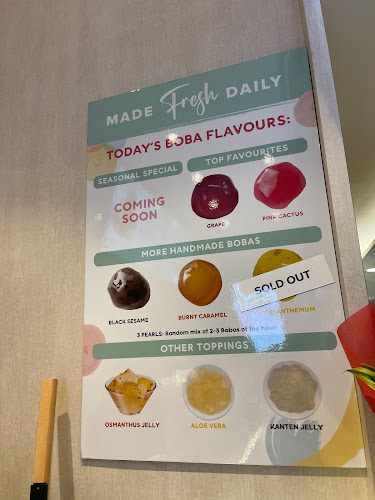 MADE Fresh DAILY
TODAY'S BOBA FLAVOURS:
SEASONAL SPECIAL
TOP FAVOURITES
COMING
SOON
GRAPE
PINK CACTUS
MORE HANDMADE BOBAS
SOLD OUT
BLACK SESAME
BURNT CARAMEL
3 PEARLS: Random mix of 2-3 Bobas of the hour!
OTHER TOPPINGS
OSMANTHUS JELLY
ALOE VERA
KANTEN JELLY